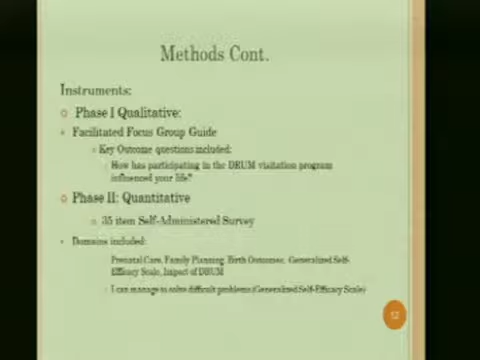 Methods Cont.
Instruments:
Phase I Qualitative:
Facilitated Focus Group Guide
Key Outcome questions included:
How has participating in the DRUM visitation program
influenced your life?
Phase II: Quantitative
35 item Self-Administered Survey
Domains included:
Prenatal Care, Family Planning, Birth Outcomes, Generalized Self-
Efficacy Scale, Impact of DRUM
I can manage to solve difficult problems (Generalized Self-Efficacy Scale)